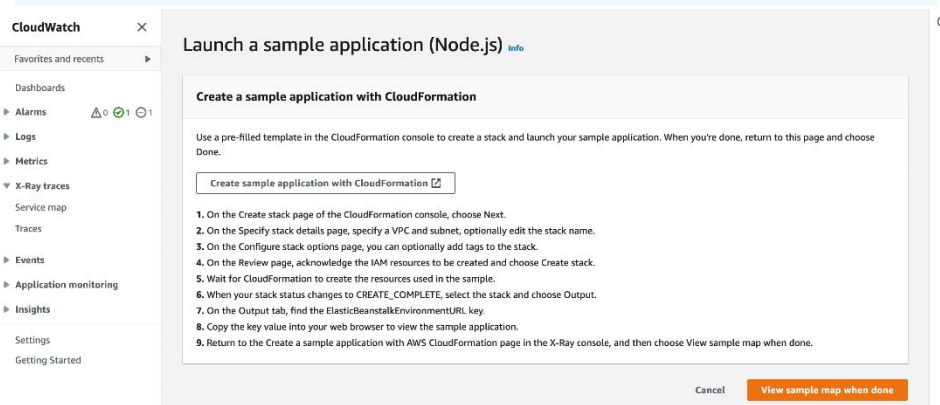 CloudWatch
Favorites and recents
Dashboards
Alarms 0 1 1
Logs
Metrics
X-Ray traces
Service map
Traces
Events
Application monitoring
Insights
Settings
Getting Started
Launch a sample application (Node.js) Info
Create a sample application with CloudFormation
Use a pre-filled template in the CloudFormation console to create a stack and launch your sample application. When you're done, return to this page and choose
Done.
Create sample application with CloudFormation
1. On the Create stack page of the CloudFormation console, choose Next.
2. On the Specify stack details page, specify a VPC and subnet, optionally edit the stack name.
3. On the Configure stack options page, you can optionally add tags to the stack.
4. On the Review page, acknowledge the IAM resources to be created and choose Create stack.
5. Wait for CloudFormation to create the resources used in the sample.
6. When your stack status changes to CREATE_COMPLETE, select the stack and choose Output.
7. On the Output tab, find the ElasticBeanstalkEnvironmentURL key.
8. Copy the key value into your web browser to view the sample application.
9. Return to the Create a sample application with AWS CloudFormation page in the X-Ray console, and then choose View sample map when done.
Cancel
View sample map when done